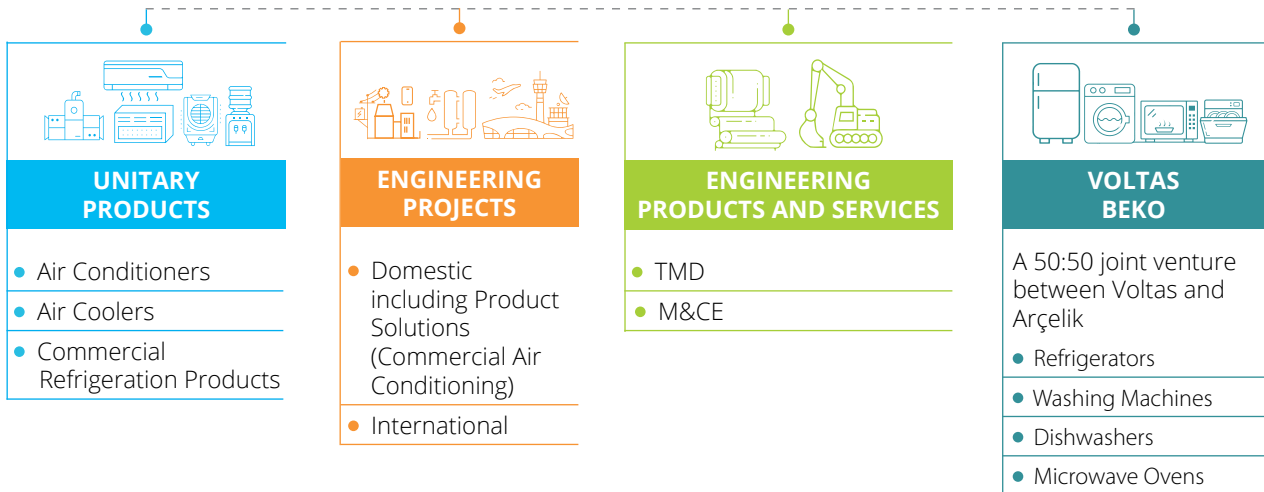 UNITARY
PRODUCTS
Air Conditioners
Air Coolers
Commercial
Refrigeration Products
ENGINEERING
PROJECTS
Domestic
including Product
Solutions
(Commercial Air
Conditioning)
International
ENGINEERING
PRODUCTS AND SERVICES
TMD
M&CE
VOLTAS
BEKO
A 50:50 joint venture
between Voltas and
Arçelik
Refrigerators
Washing Machines
Dishwashers
Microwave Ovens